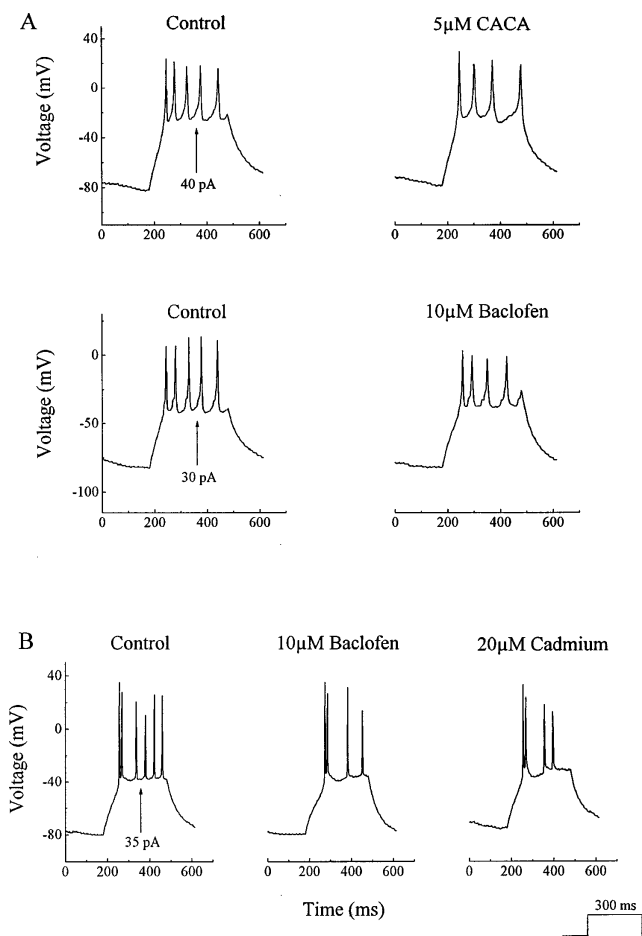 A
Control
5µM CACA
Voltage (mV)
40
0
-40
-80
40 pA
0 200 400 600
0 200 400 600
Control
10µM Baclofen
Voltage (mV)
0
-50
-100
30 pA
0 200 400 600
0 200 400 600
B
Control
10µM Baclofen
20µM Cadmium
Voltage (mV)
40
0
-40
-80
35 pA
0 200 400 600
0 200 400 600
0 200 400 600
Time (ms)
300 ms